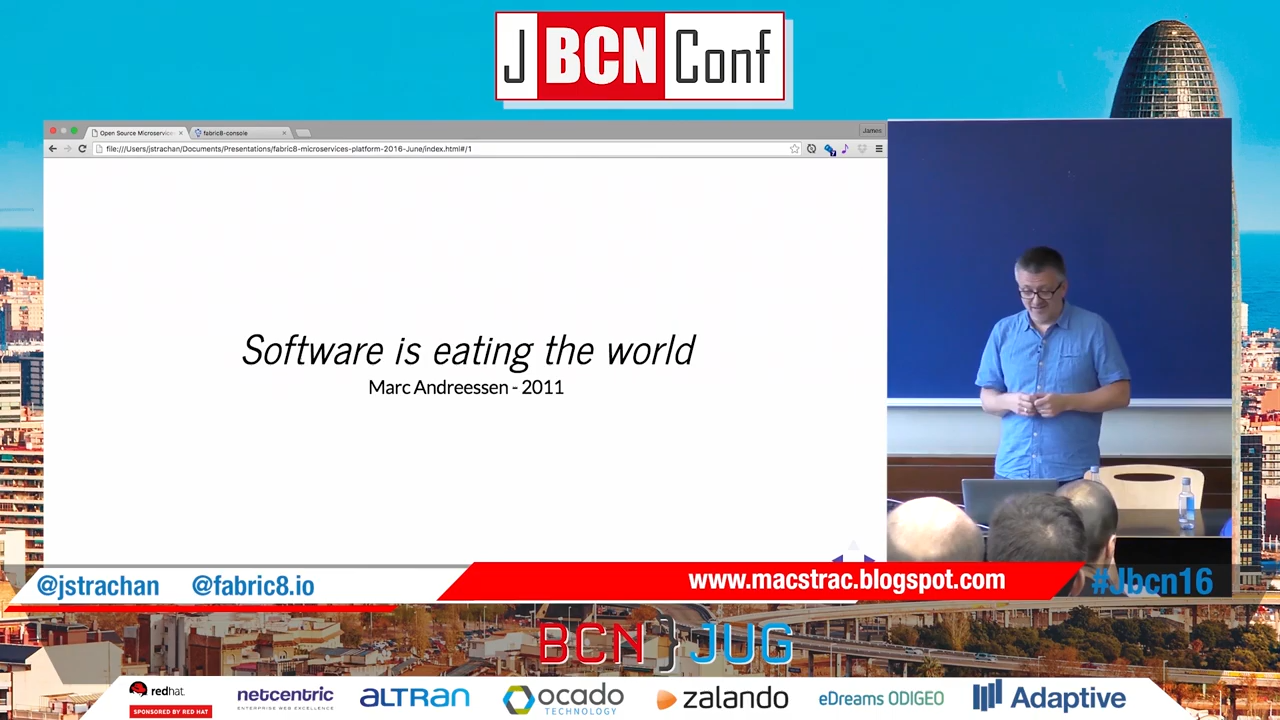 J BCN Conf
Open Source Microservices
fabric8-console
James
file:///Users/jstrachan/Documents/Presentations/fabric8-microservices-platform-2016-June/index.html#/1
Software is eating the world
Marc Andreessen - 2011
@jstrachan @fabric8.io
www.macstrac.blogspot.com
#Jbcn16
BCN JUG
redhat.
SPONSORED BY RED HAT
netcentric
ENTERPRISE WEB EXCELLENCE
ALTRAN
ocado
TECHNOLOGY
zalando
eDreams ODIGEO
Adaptive